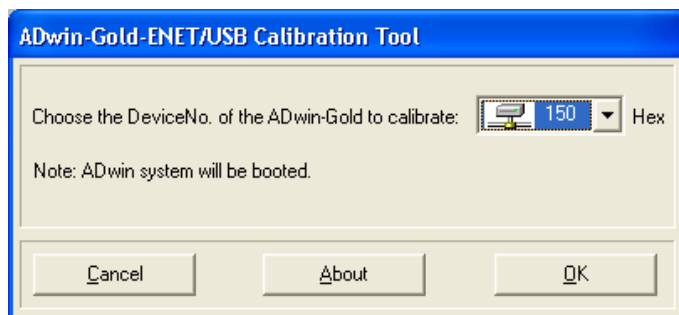 ADwin-Gold-ENET/USB Calibration Tool
Choose the DeviceNo. of the ADwin-Gold to calibrate: 150 Hex
Note: ADwin system will be booted.
Cancel About OK